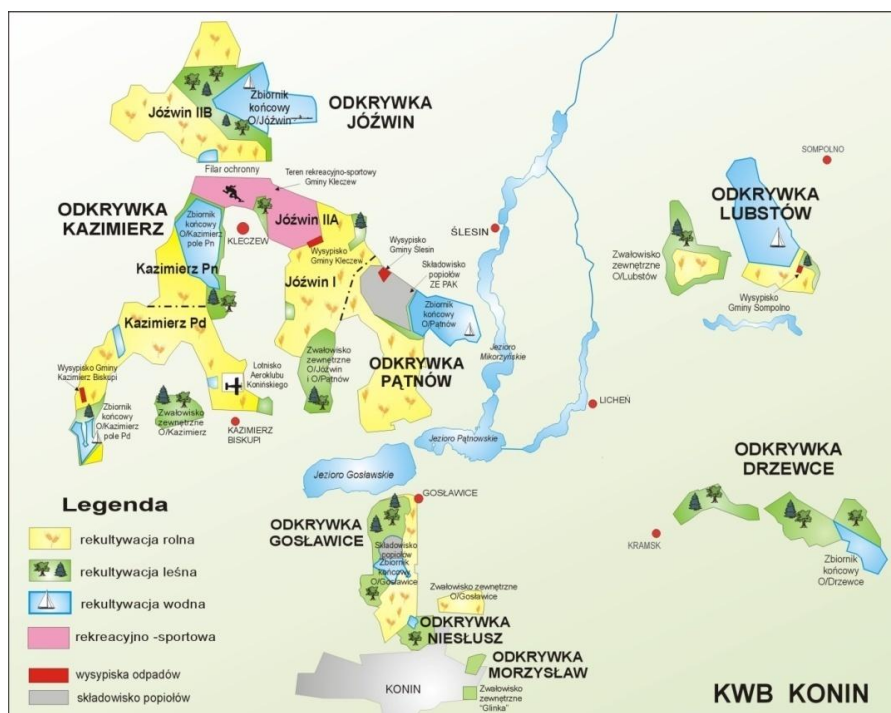 Jóźwin IIB
Zbiornik
końcowy
O/Jóźwin
ODKRYWKA
JÓŹWIN
Filar ochronny
Teren rekreacyjno-sportowy
Gminy Kleczew
ODKRYWKA
KAZIMIERZ
Zbiornik
końcowy
O/Kazimierz
pole Pn
KLECZEW
Jóźwin IIA
Wysypisko
Gminy Kleczew
Kazimierz Pn
Jóźwin I
Kazimierz Pd
Wysypisko
Gminy Ślesin
Składowisko
popiołów
ZE PAK
Zbiornik
końcowy
O/Pątnów
ŚLESIN
Jezioro
Mikorzyńskie
SOMPOLNO
ODKRYWKA
LUBSTÓW
Zwałowisko
zewnętrzne
O/Lubstów
Wysypisko
Gminy Sompolno
Wysypisko Gminy
Kazimierz Biskupi
Zbiornik
końcowy
O/Kazimierz
pole Pd
Zwałowisko
zewnętrzne
O/Kazimierz
Lotnisko
Aeroklubu
Konińskiego
KAZIMIERZ
BISKUPI
Zwałowisko
zewnętrzne
O/Jóźwin
i O/Pątnów
ODKRYWKA
PĄTNÓW
LICHEŃ
Jezioro Pątnowskie
Jezioro Gosławskie
GOSŁAWICE
ODKRYWKA
GOSŁAWICE
Składowisko
popiołów
Zbiornik
końcowy
O/Gosławice
Zwałowisko zewnętrzne
O/Gosławice
ODKRYWKA
NIESŁUSZ
ODKRYWKA
MORZYSŁAW
KONIN
Zwałowisko
zewnętrzne
"Glinka"
ODKRYWKA
DRZEWCE
KRAMSK
Zbiornik
końcowy
O/Drzewce
Legenda
rekultywacja rolna
rekultywacja leśna
rekultywacja wodna
rekreacyjno -sportowa
wysypiska odpadów
składowisko popiołów
KWB KONIN